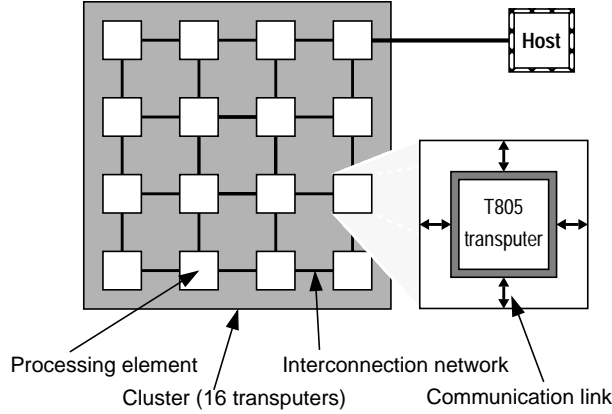 Host
T805
transputer
Processing element
Interconnection network
Cluster (16 transputers)
Communication link